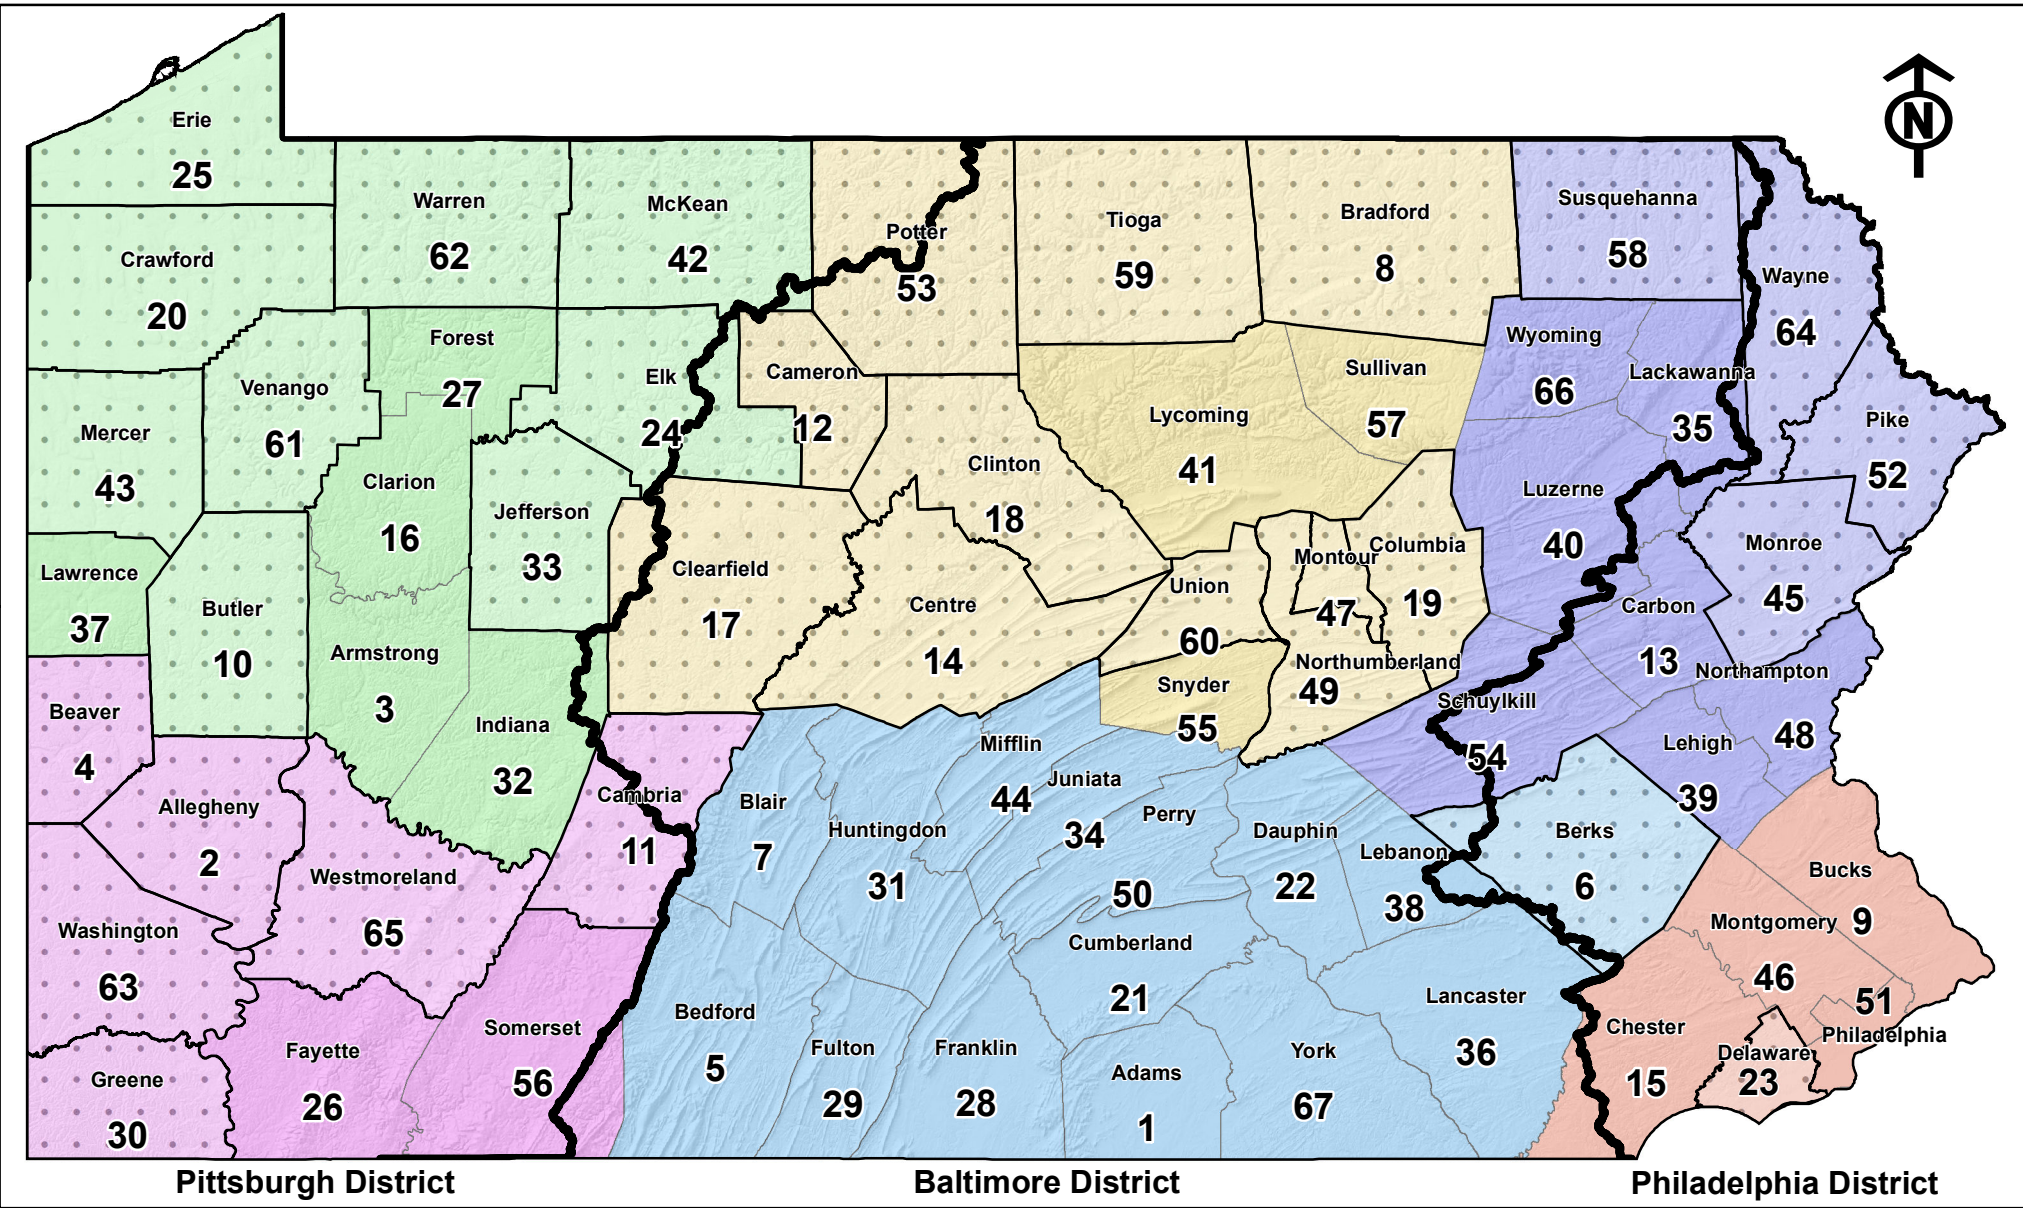 N
Erie
25
Warren
62
McKean
42
Potter
53
Tioga
59
Bradford
8
Susquehanna
58
Wayne
64
Crawford
20
Forest
27
Elk
24
Cameron
12
Sullivan
57
Wyoming
66
Lackawanna
35
Pike
52
Venango
61
Mercer
43
Clarion
16
Jefferson
33
Clinton
18
Lycoming
41
Luzerne
40
Monroe
45
Lawrence
37
Butler
10
Armstrong
3
Clearfield
17
Centre
14
Union
60
Montour
47
Columbia
19
Northumberland
49
Carbon
13
Northampton
48
Beaver
4
Indiana
32
Snyder
55
Schuylkill
54
Lehigh
39
Allegheny
2
Westmoreland
65
Cambria
11
Blair
7
Huntingdon
31
Mifflin
44
Juniata
34
Perry
50
Dauphin
22
Lebanon
38
Berks
6
Bucks
9
Montgomery
46
Washington
63
Cumberland
21
Lancaster
36
Chester
15
Delaware
23
51
Philadelphia
Greene
30
Fayette
26
Somerset
56
Bedford
5
Fulton
29
Franklin
28
Adams
1
York
67
Pittsburgh District
Baltimore District
Philadelphia District